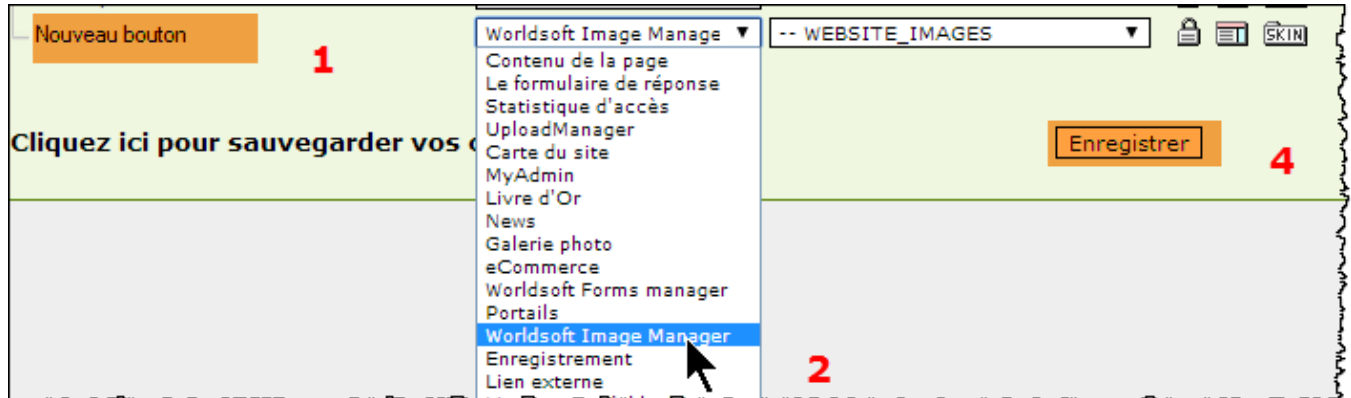 Nouveau bouton
1
Worldsoft Image Manage ▼
-- WEBSITE_IMAGES ▼
SKIN
Contenu de la page
Le formulaire de réponse
Statistique d'accès
UploadManager
Cliquez ici pour sauvegarder vos
Carte du site
Enregistrer
4
MyAdmin
Livre d'Or
News
Galerie photo
eCommerce
Worldsoft Forms manager
Portails
Worldsoft Image Manager
Enregistrement
2
Lien externe